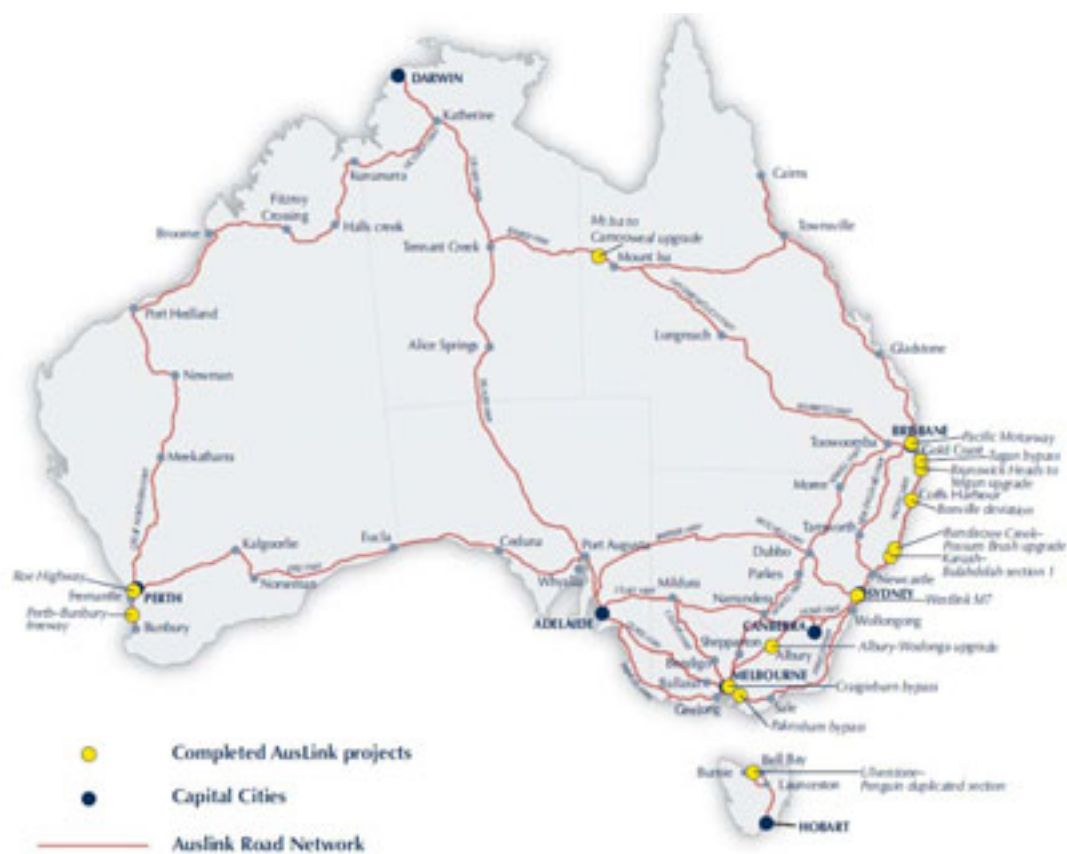 DARWIN
Katherine
Kununurra
Cairns
Fitzroy
Crossing
Halls creek
Broome
Townsville
Mt Isa to
Camooweal upgrade
Tennant Creek
Mount Isa
Port Hedland
Longreach
Alice Springs
Gladstone
Newman
BRISBANE
Pacific Motorway
Toowoomba
Gold Coast
Tugun bypass
Meekatharra
Brunswick Heads to
Yelgun upgrade
Moree
Coffs Harbour
Bonville deviation
Tamworth
Eucla
Kalgoorlie
Ceduna
Port Augusta
Dubbo
Possum Brush upgrade
Karuah–
Bulahdelah section 1
Roe Highway
Norseman
Whyalla
Parkes
Newcastle
Fremantle
PERTH
Mildura
SYDNEY
Westlink M7
Perth–Bunbury
freeway
Narrandera
ADELAIDE
CANBERRA
Wollongong
Bunbury
Shepparton
Albury
Albury-Wodonga upgrade
Bendigo
MELBOURNE
Ballarat
Craigieburn bypass
Geelong
Sale
Pakenham bypass
Completed AusLink projects
Bell Bay
Burnie
Ulverstone–
Penguin duplicated section
Launceston
Capital Cities
HOBART
Auslink Road Network